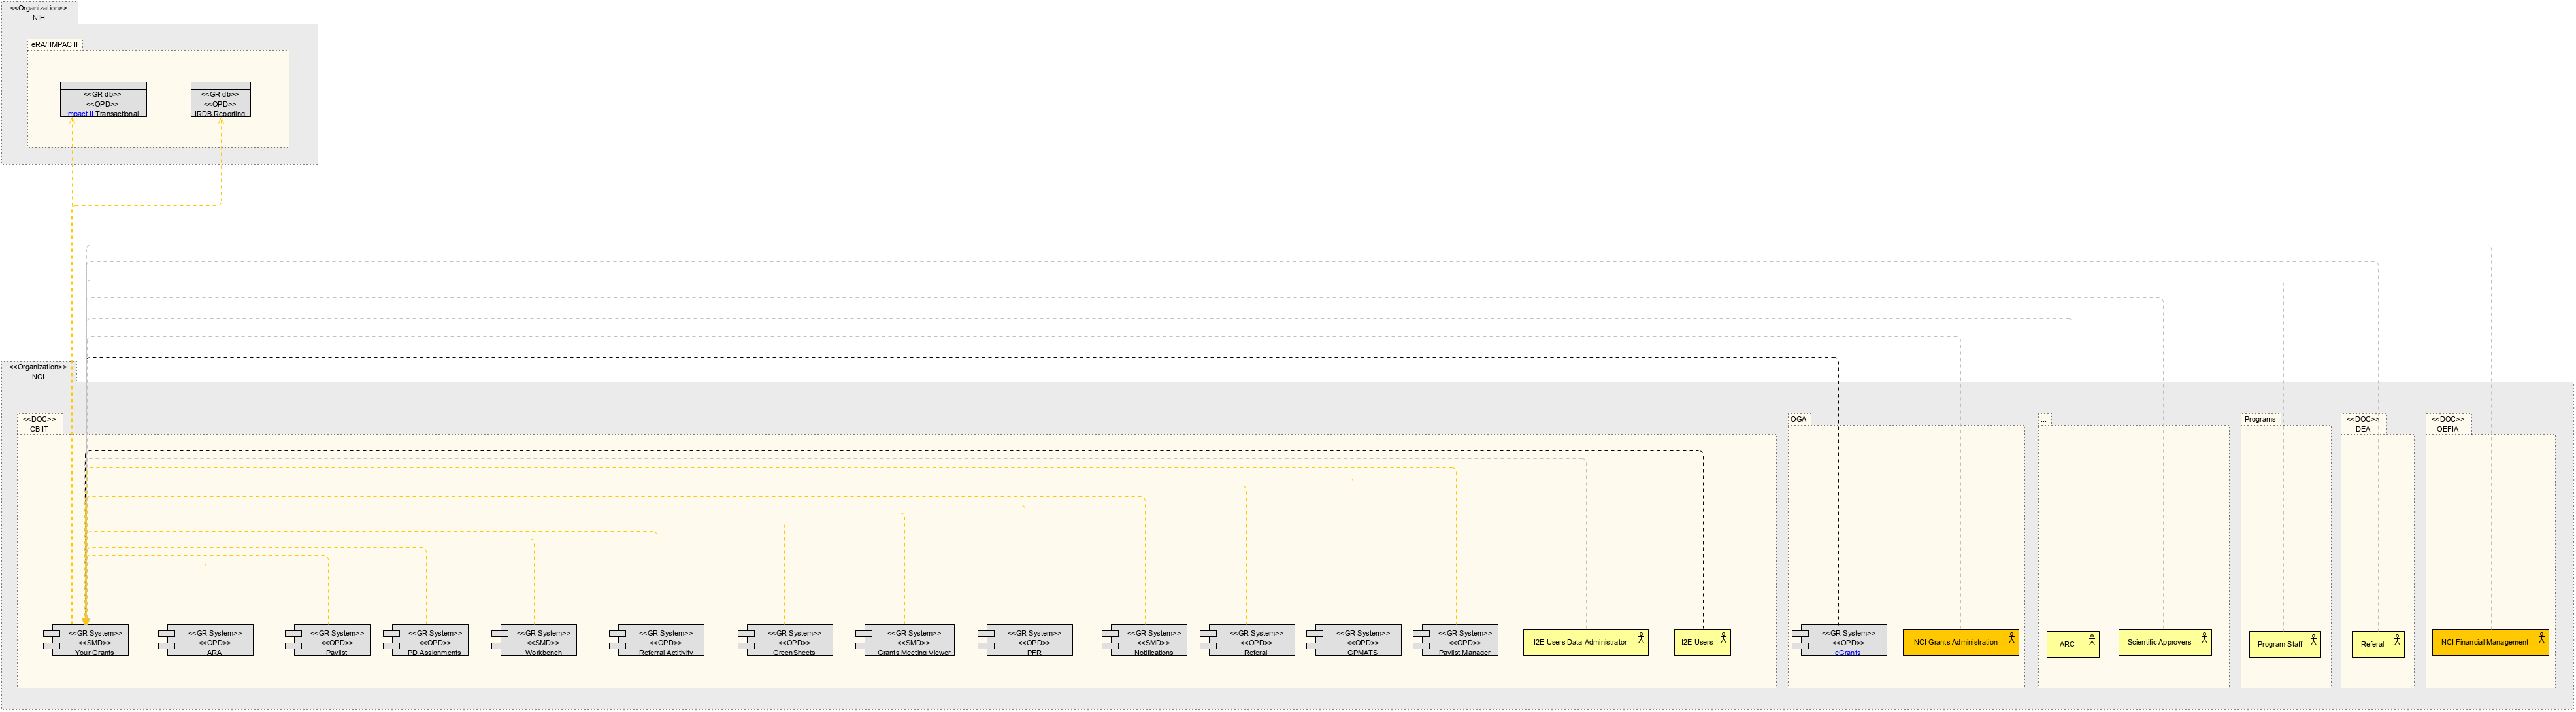 <<Organization>>
NIH
eRA/IIMPAC II
<<GR db>>
<<OPD>>
Impact II Transactional
<<GR db>>
<<OPD>>
IRDB Reporting
<<Organization>>
NCI
<<DOC>>
CBIIT
<<GR System>>
<<SMD>>
Your Grants
<<GR System>>
<<OPD>>
ARA
<<GR System>>
<<OPD>>
Paylist
<<GR System>>
<<OPD>>
PD Assignments
<<GR System>>
<<SMD>>
Workbench
<<GR System>>
<<OPD>>
Referral Actitivity
<<GR System>>
<<OPD>>
GreenSheets
<<GR System>>
<<SMD>>
Grants Meeting Viewer
<<GR System>>
<<OPD>>
PFR
<<GR System>>
<<SMD>>
Notifications
<<GR System>>
<<OPD>>
Referal
<<GR System>>
<<OPD>>
GPMATS
<<GR System>>
<<OPD>>
Paylist Manager
I2E Users Data Administrator
I2E Users
OGA
<<GR System>>
<<OPD>>
eGrants
NCI Grants Administration
...
ARC
Scientific Approvers
Programs
Program Staff
<<DOC>>
DEA
Referal
<<DOC>>
OEFIA
NCI Financial Management